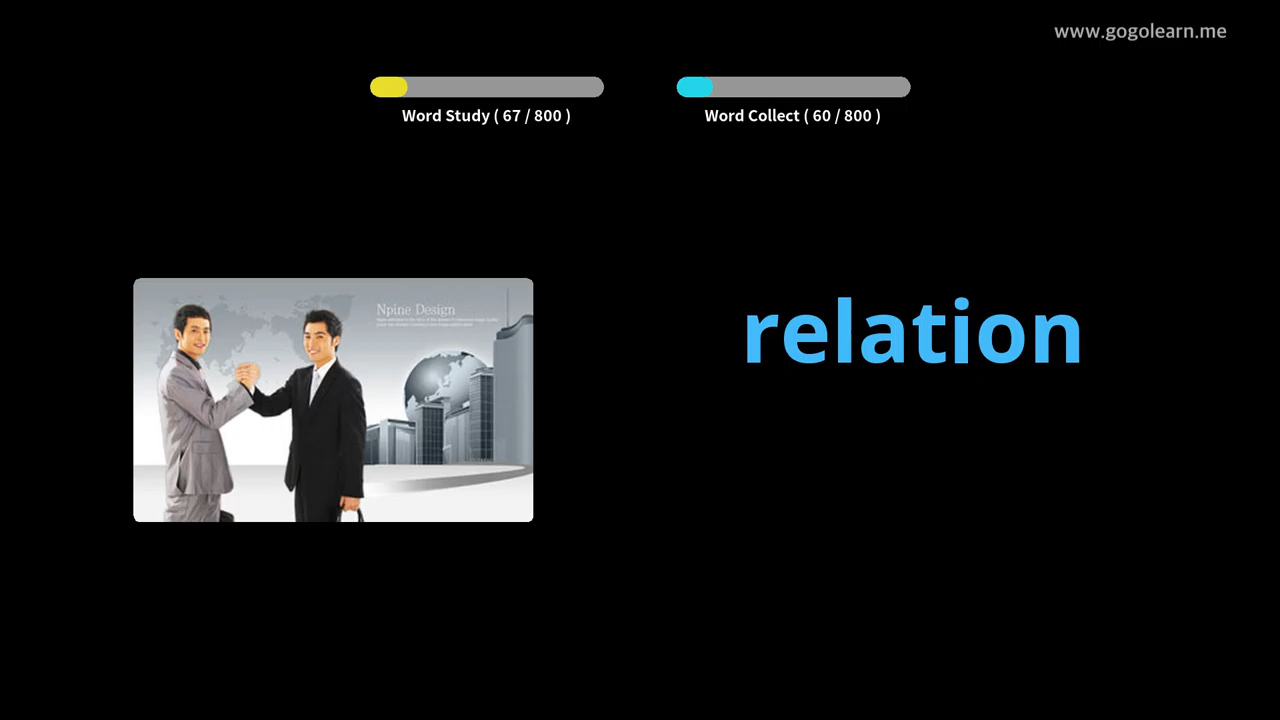 www.gogolearn.me
Word Study ( 67 / 800 )
Word Collect ( 60 / 800 )
Npine Design
relation